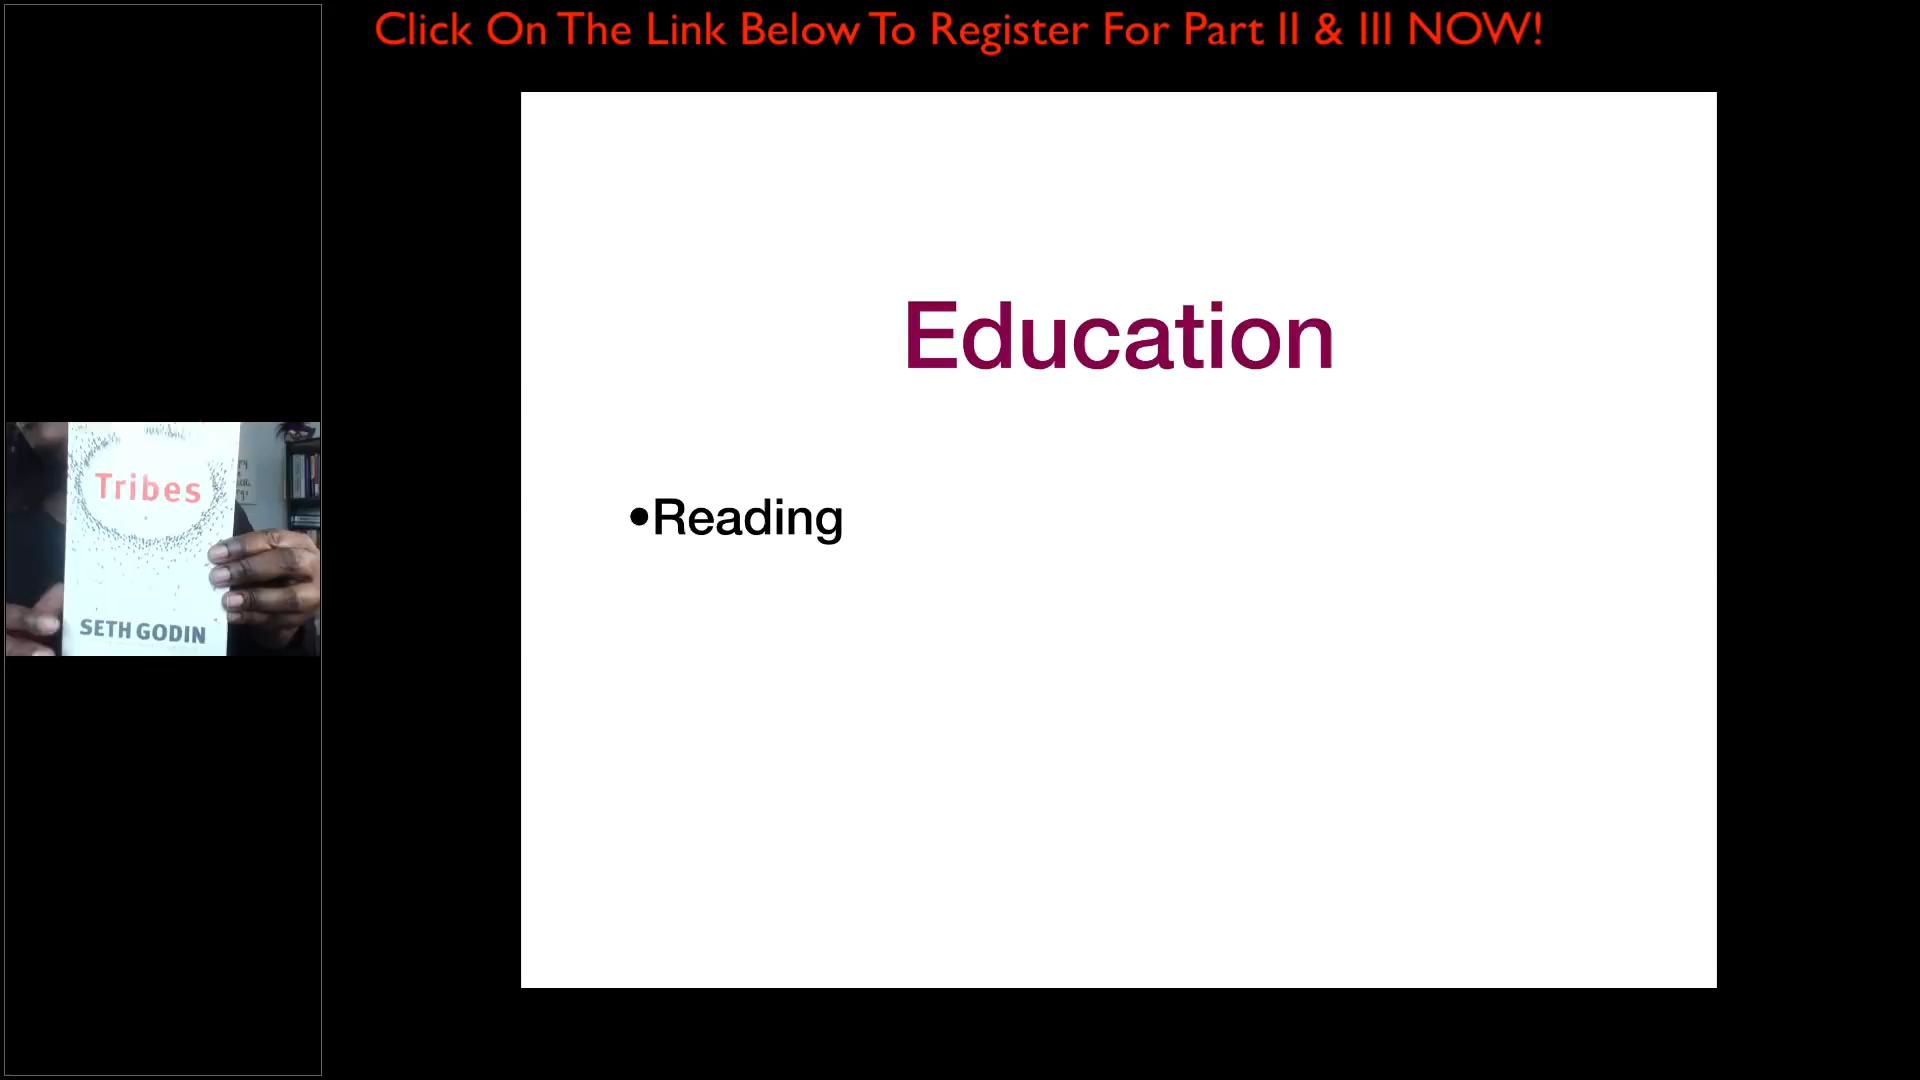 Click On The Link Below To Register For Part II & III NOW!
Education
•Reading
Tribes
SETH GODIN